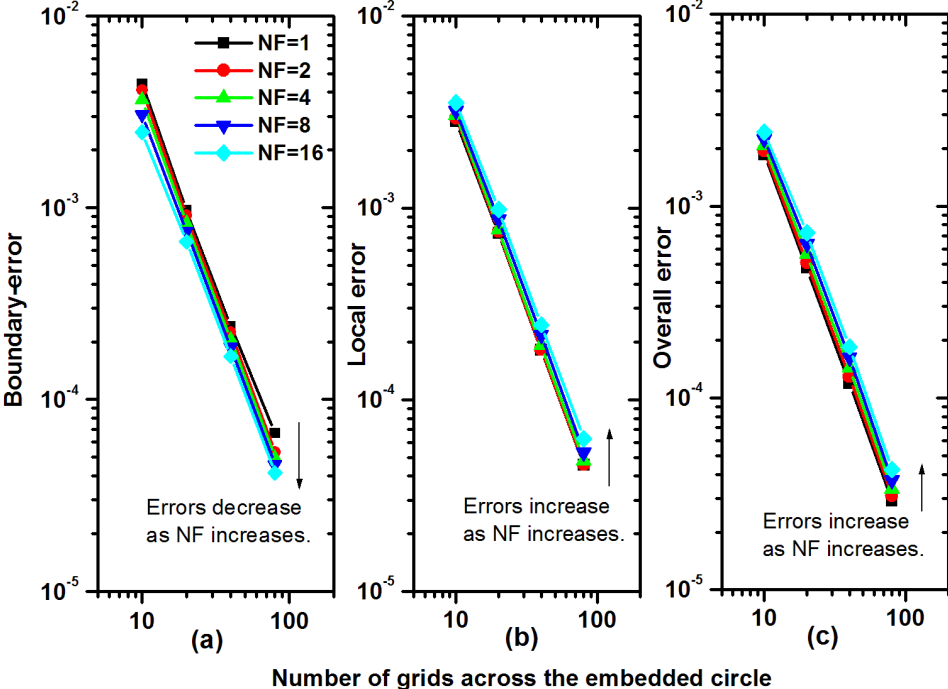 10^-2
10^-3
10^-4
10^-5
Boundary-error
NF=1
NF=2
NF=4
NF=8
NF=16
Errors decrease
as NF increases.
10
100
(a)
10^-2
10^-3
10^-4
10^-5
Local error
Errors increase
as NF increases.
10
100
(b)
10^-2
10^-3
10^-4
10^-5
Overall error
Errors increase
as NF increases.
10
100
(c)
Number of grids across the embedded circle